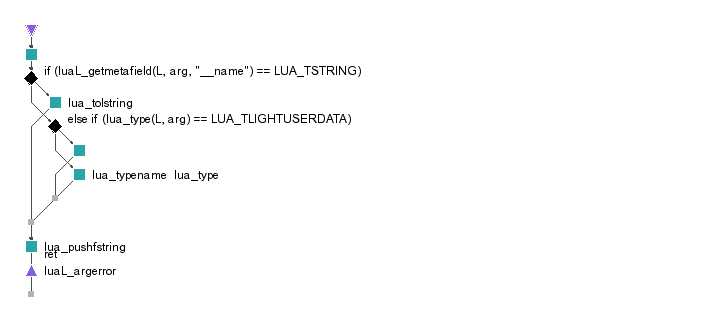 if (luaL_getmetafield(L, arg, "__name") == LUA_TSTRING)
lua_tolstring
else if (lua_type(L, arg) == LUA_TLIGHTUSERDATA)
lua_typename  lua_type
lua_pushfstring
ret
luaL_argerror